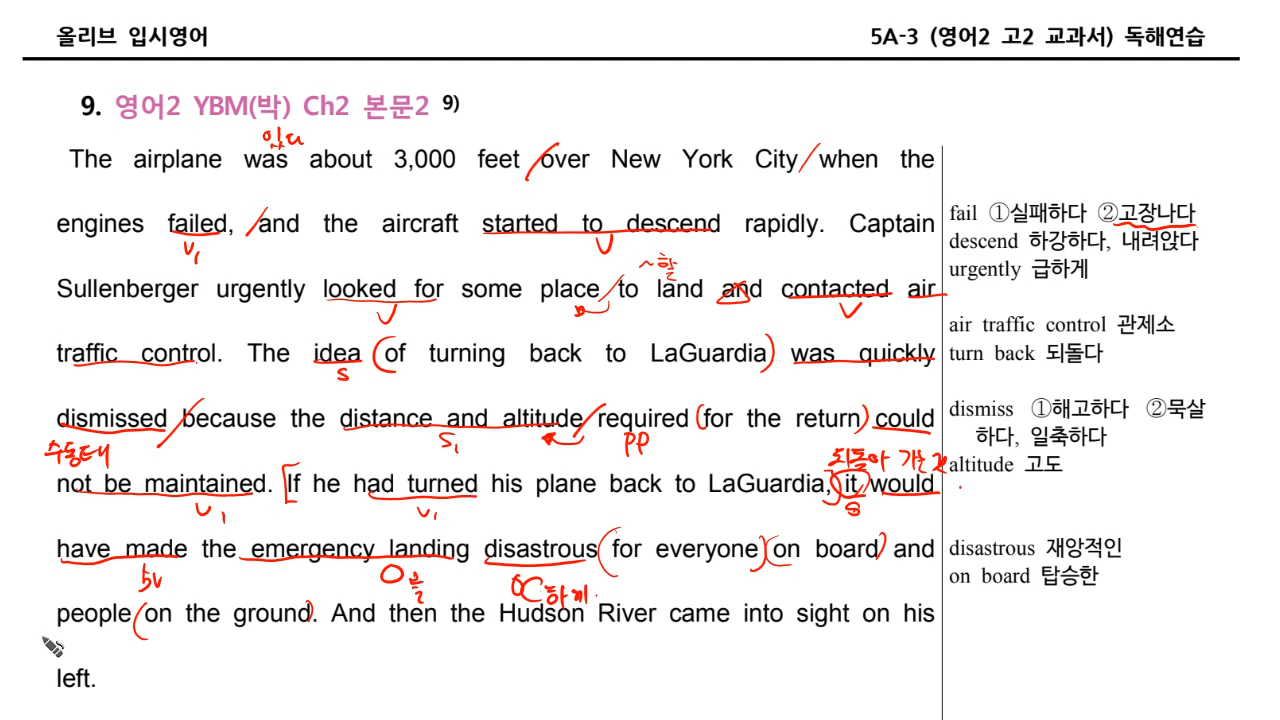 올리브 입시영어
5A-3 (영어2 고2 교과서) 독해연습
9. 영어2 YBM(박) Ch2 본문2 9)
있다
The airplane was about 3,000 feet over New York City when the
engines failed, and the aircraft started to descend rapidly. Captain
V1 V
~할
Sullenberger urgently looked for some place to land and contacted air
V V
traffic control. The idea of turning back to LaGuardia was quickly
S
dismissed because the distance and altitude required for the return could
수동태 S1 PP
되돌아 가는 것
not be maintained. If he had turned his plane back to LaGuardia, it would
V1 V1 S
have made the emergency landing disastrous for everyone on board and
5V O를 OC하게
people on the ground. And then the Hudson River came into sight on his
left.
fail ①실패하다 ②고장나다
descend 하강하다, 내려앉다
urgently 급하게
air traffic control 관제소
turn back 되돌다
dismiss ①해고하다 ②묵살
하다, 일축하다
altitude 고도
disastrous 재앙적인
on board 탑승한